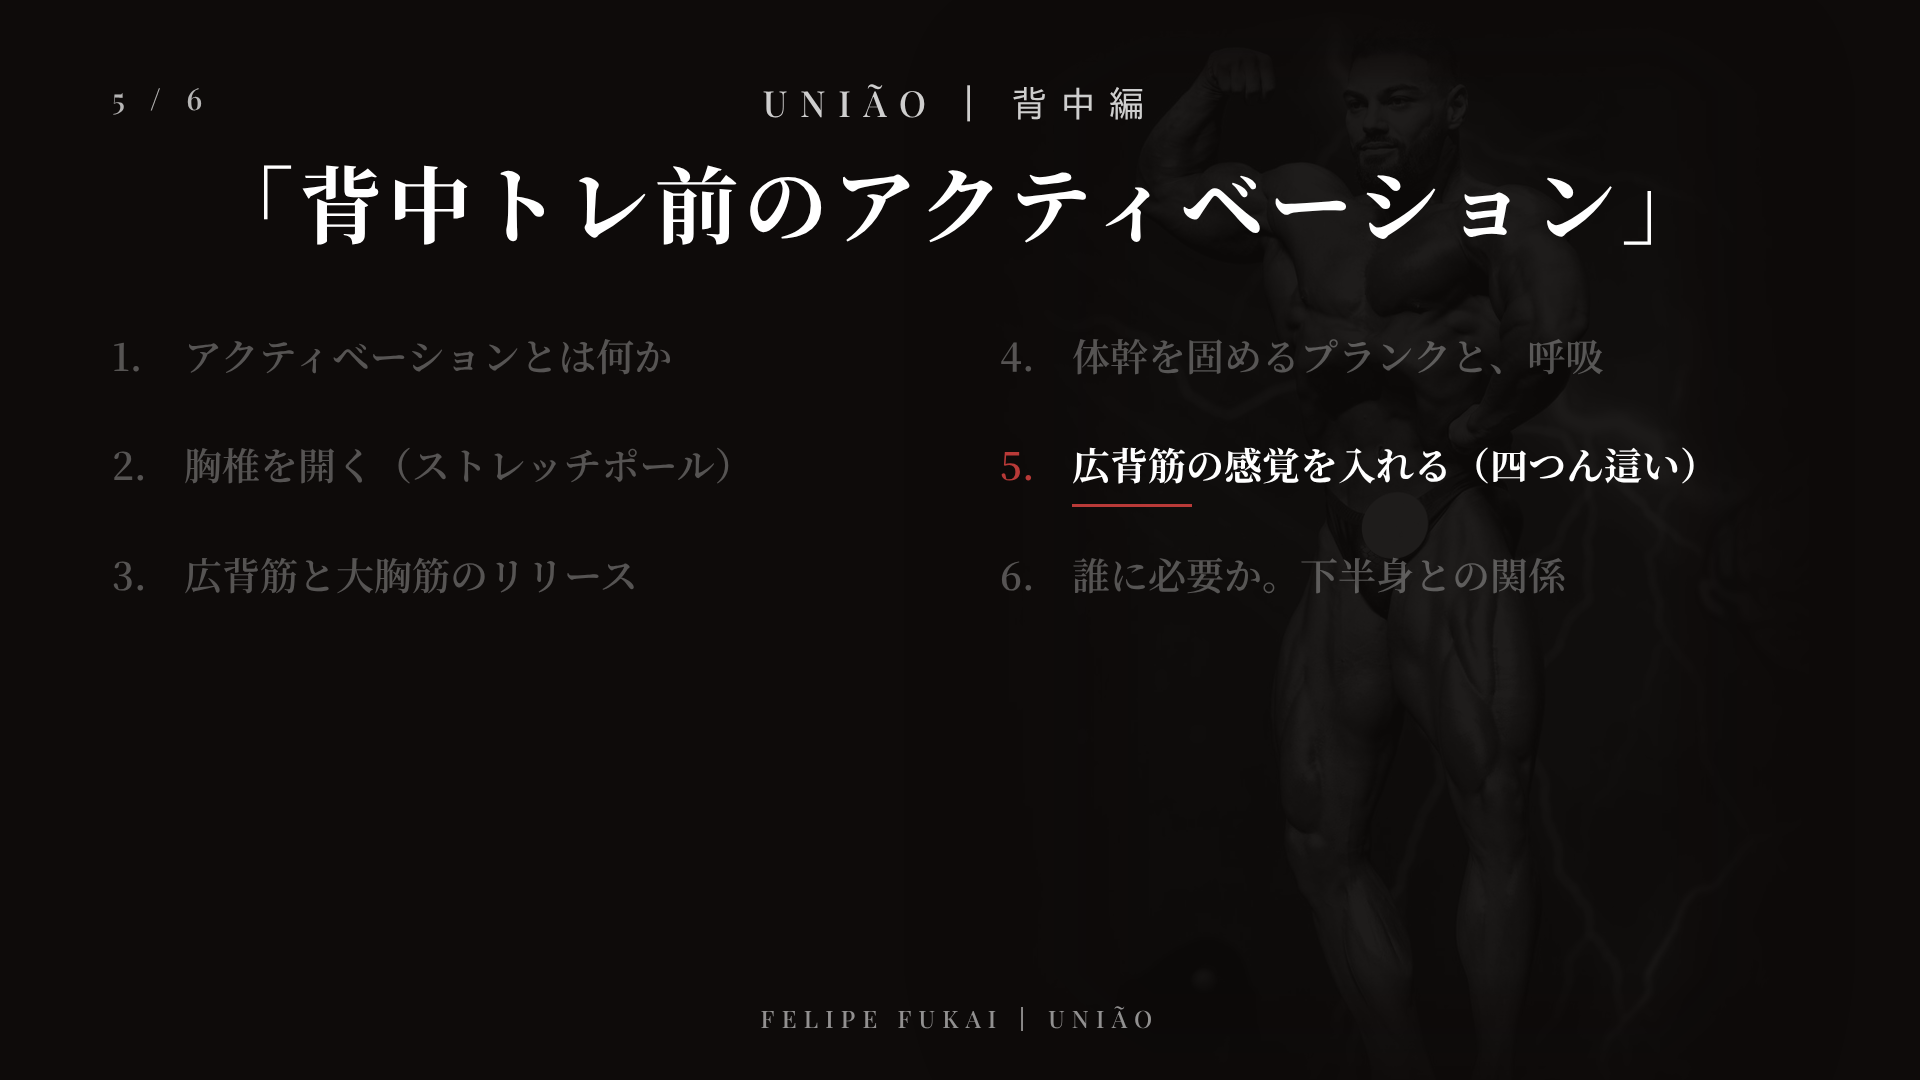 5 / 6
UNIÃO | 背中編
「背中トレ前のアクティベーション」
1. アクティベーションとは何か
2. 胸椎を開く（ストレッチポール）
3. 広背筋と大胸筋のリリース
4. 体幹を固めるプランクと、呼吸
5. 広背筋の感覚を入れる（四つん這い）
6. 誰に必要か。下半身との関係
FELIPE FUKAI | UNIÃO